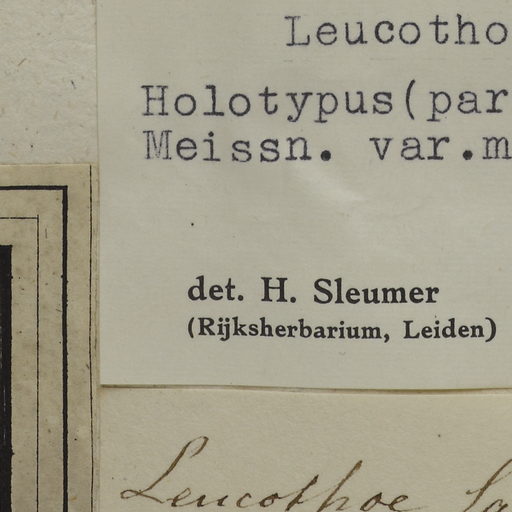 Leucotho
Holotypus(par
Meissn. var.m
det. H. Sleumer
(Rijksherbarium, Leiden)
Leucothoe